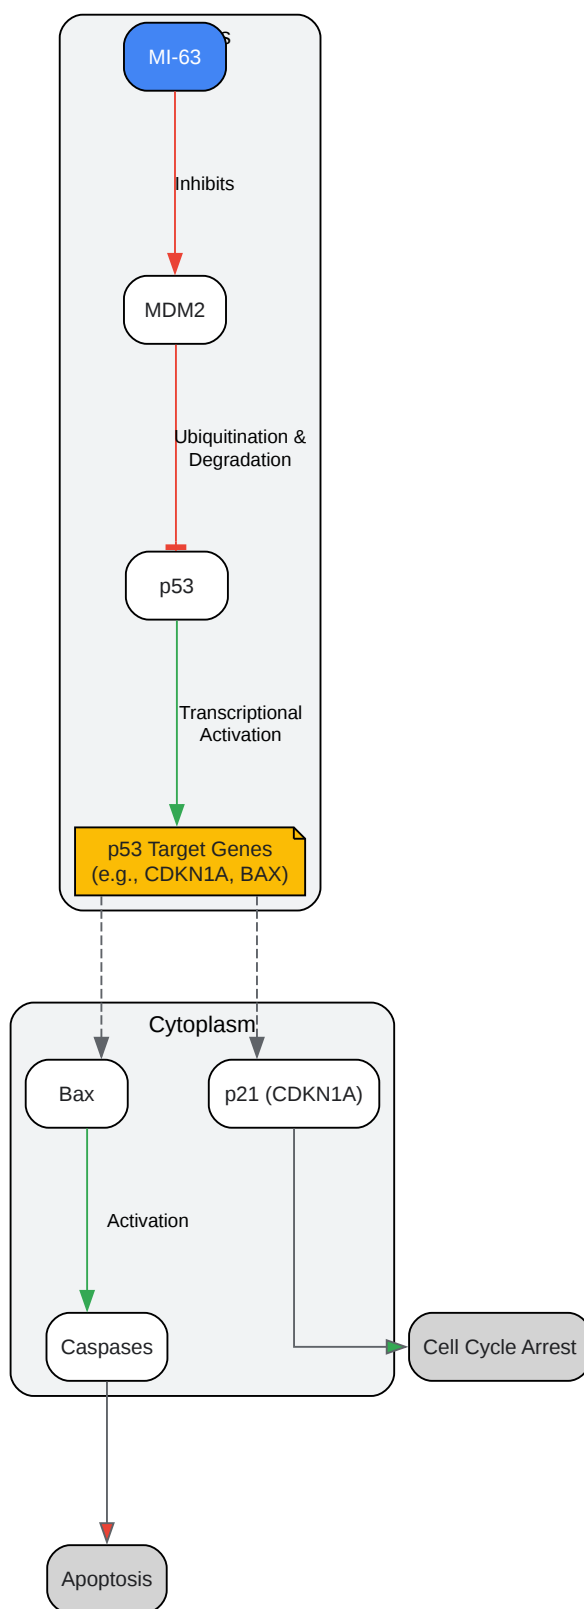 MI-63
Inhibits
MDM2
Ubiquitination &
Degradation
p53
Transcriptional
Activation
p53 Target Genes
(e.g., CDKN1A, BAX)
Cytoplasm
Bax
p21 (CDKN1A)
Activation
Caspases
Cell Cycle Arrest
Apoptosis